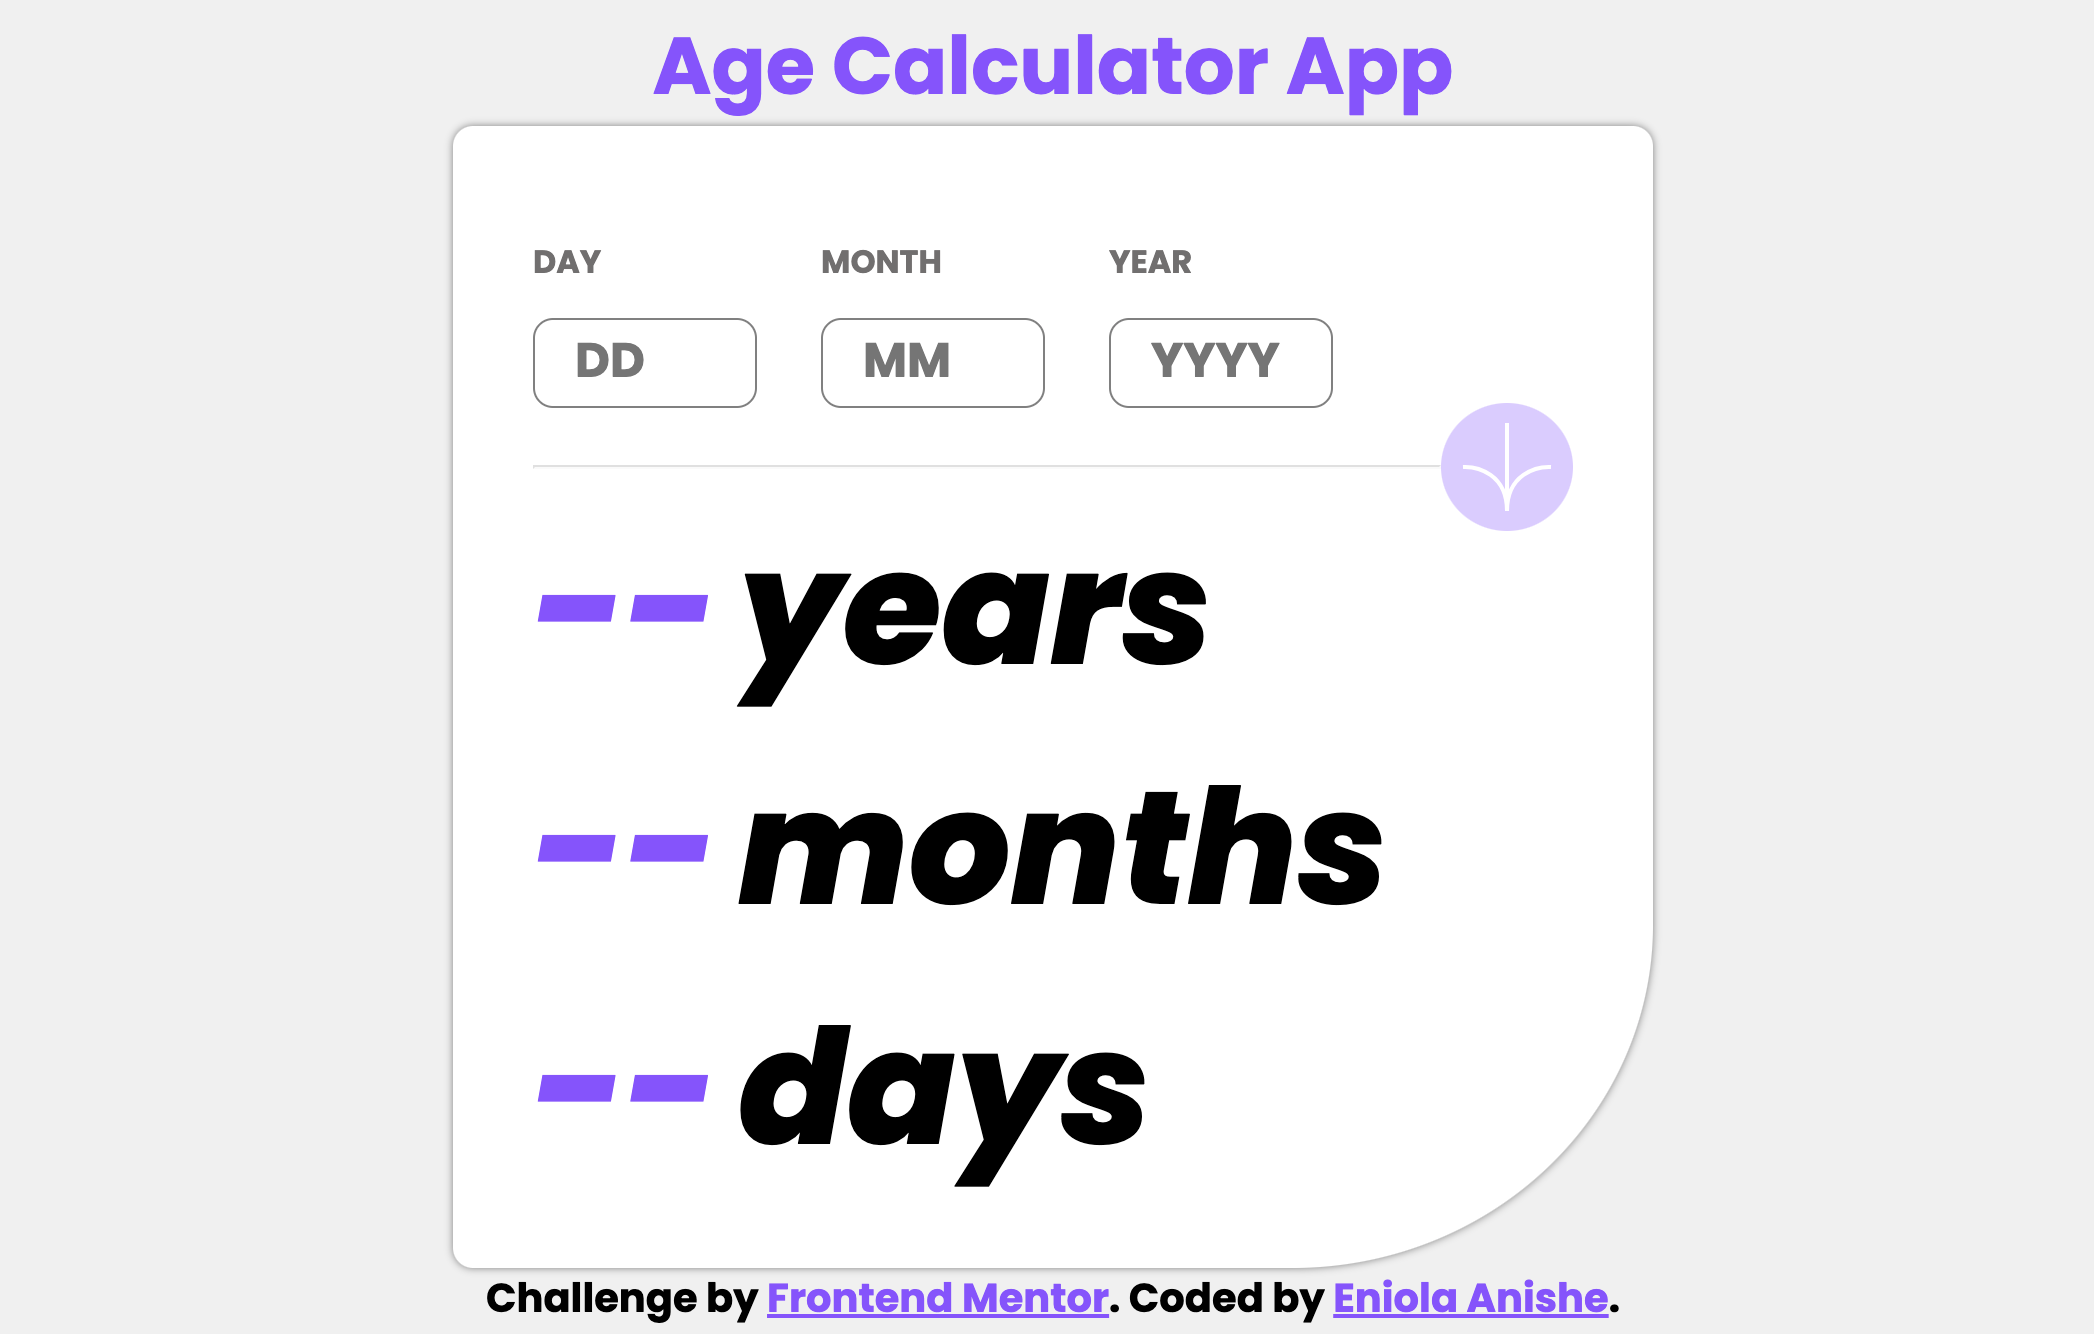 Age Calculator App
DAY MONTH YEAR
DD MM YYYY
-- years
-- months
-- days
Challenge by Frontend Mentor. Coded by Eniola Anishe.